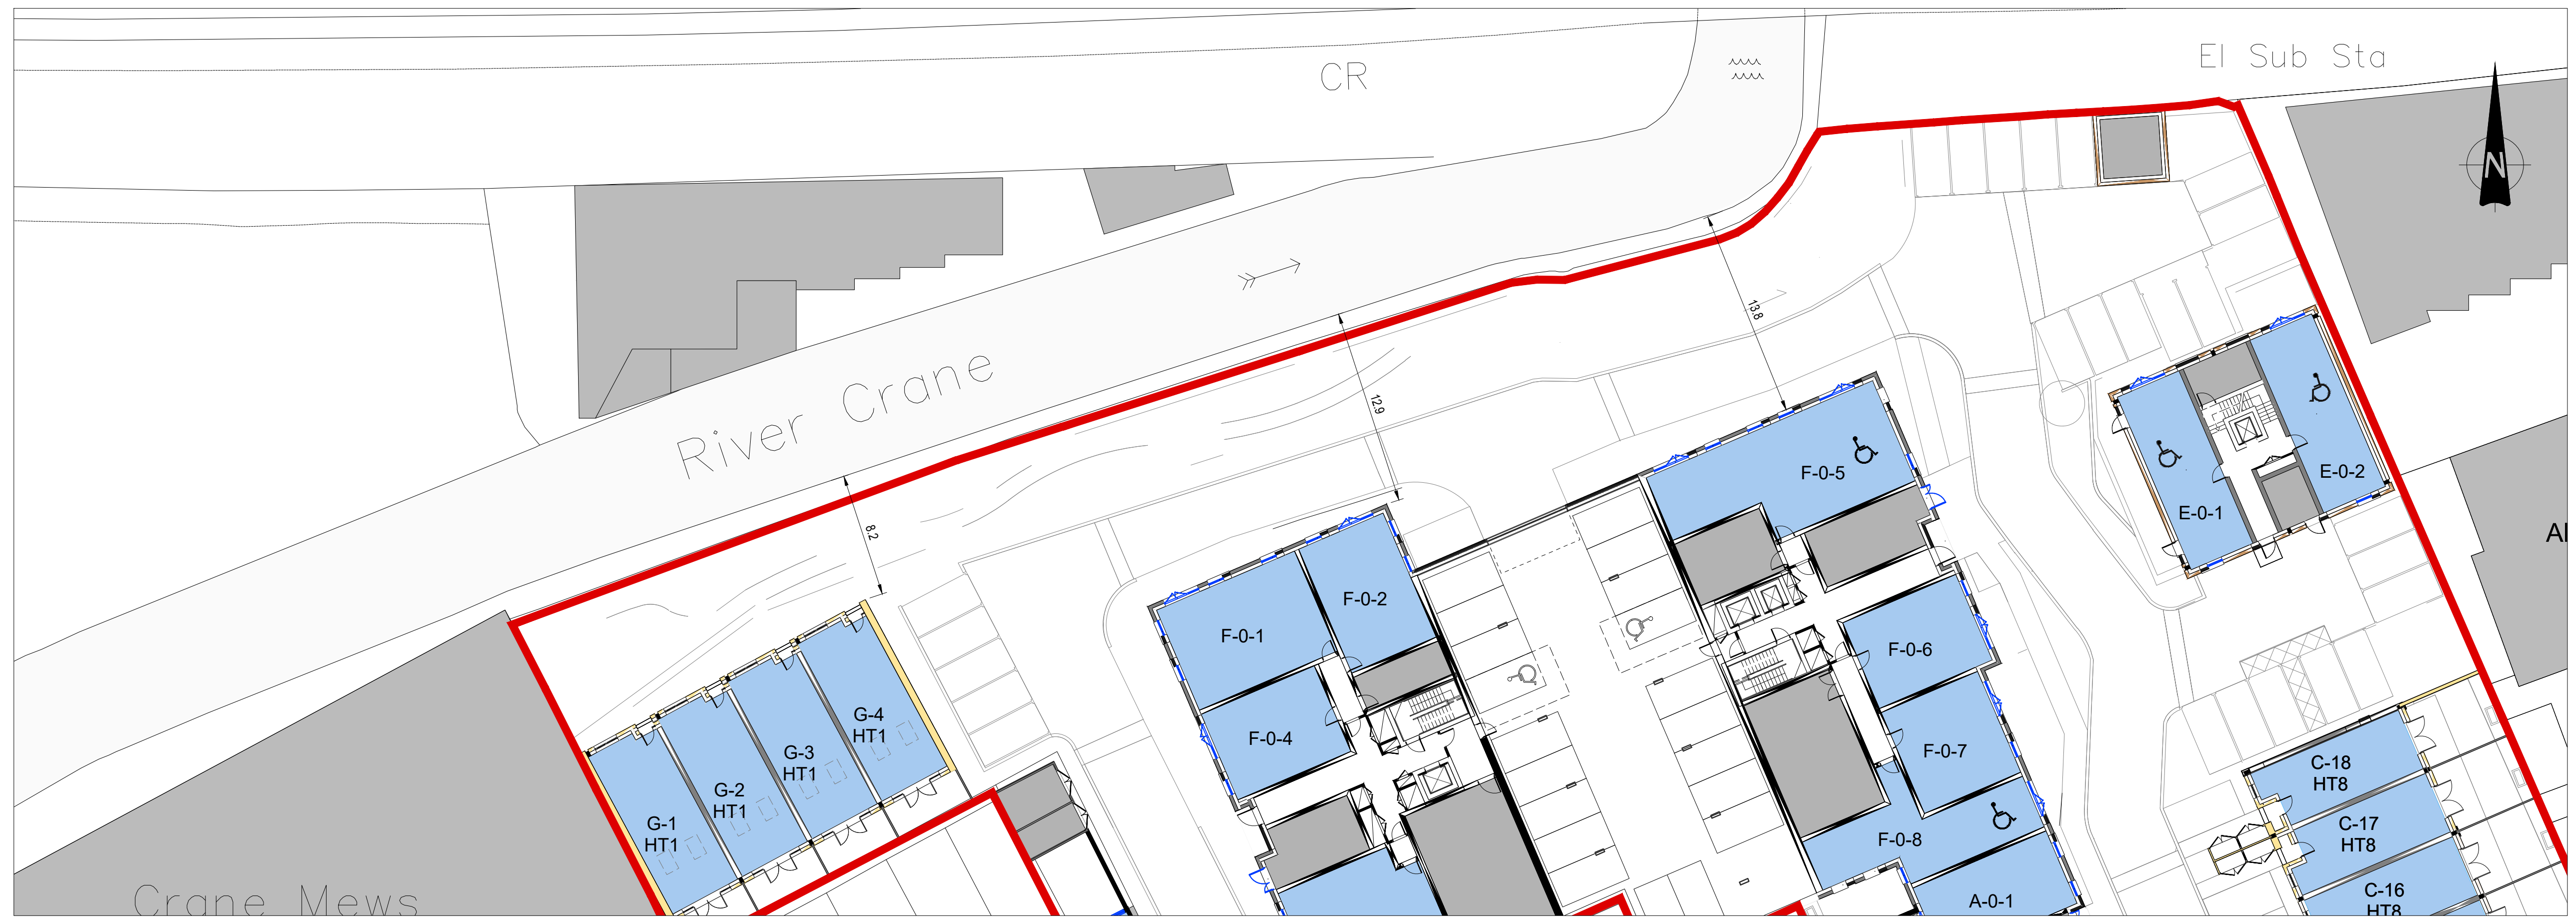 El Sub Sta
CR
N
River Crane
13.8
12.9
8.2
F-0-5
E-0-2
E-0-1
Al
F-0-2
F-0-1
F-0-6
F-0-4
F-0-7
G-4
HT1
G-3
HT1
G-2
HT1
G-1
HT1
C-18
HT8
C-17
HT8
F-0-8
C-16
HT8
A-0-1
Crane Mews